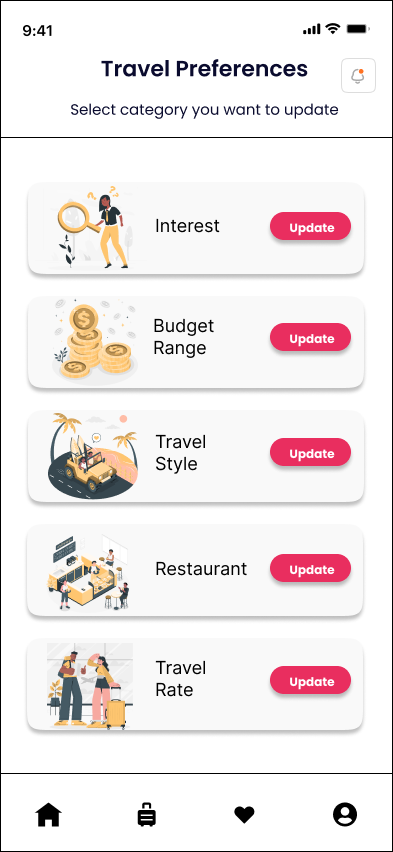 9:41
Travel Preferences
Select category you want to update
Interest
Update
Budget
Range
Update
Travel
Style
Update
Restaurant
Update
Travel
Rate
Update